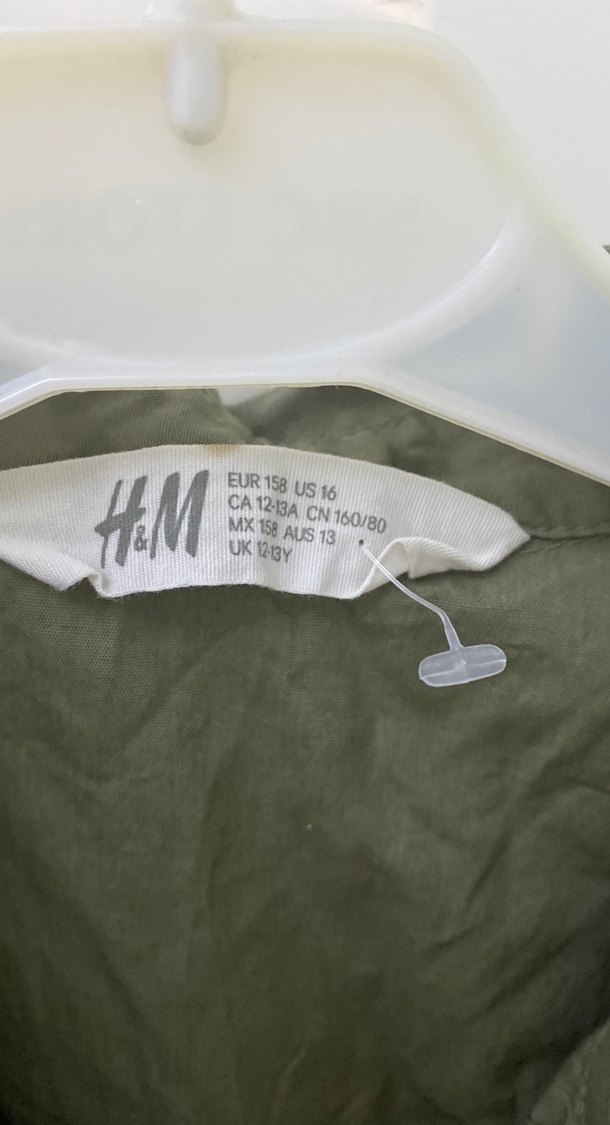 H&M
EUR 158 US 16
CA 12-13A CN 160/80
MX 158 AUS 13
UK 12-13Y